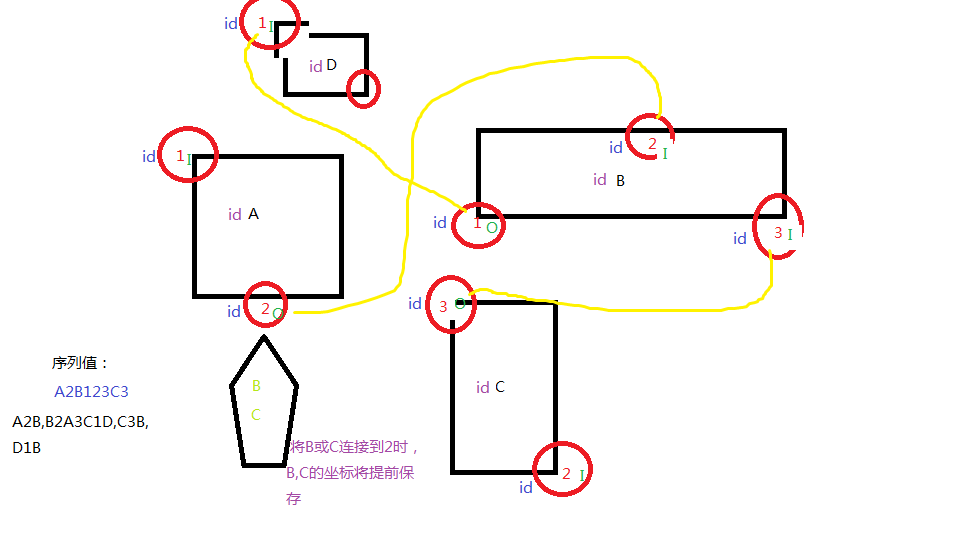 id 1 I
id D
id 2 I
id 1 I
id B
id A
id 1 O
id 3 I
id 2 O
id 3 O
序列值：
A2B123C3
A2B,B2A3C1D,C3B,
D1B
B
C
id C
将B或C连接到2时，
B,C的坐标将提前保
存
2 I
id